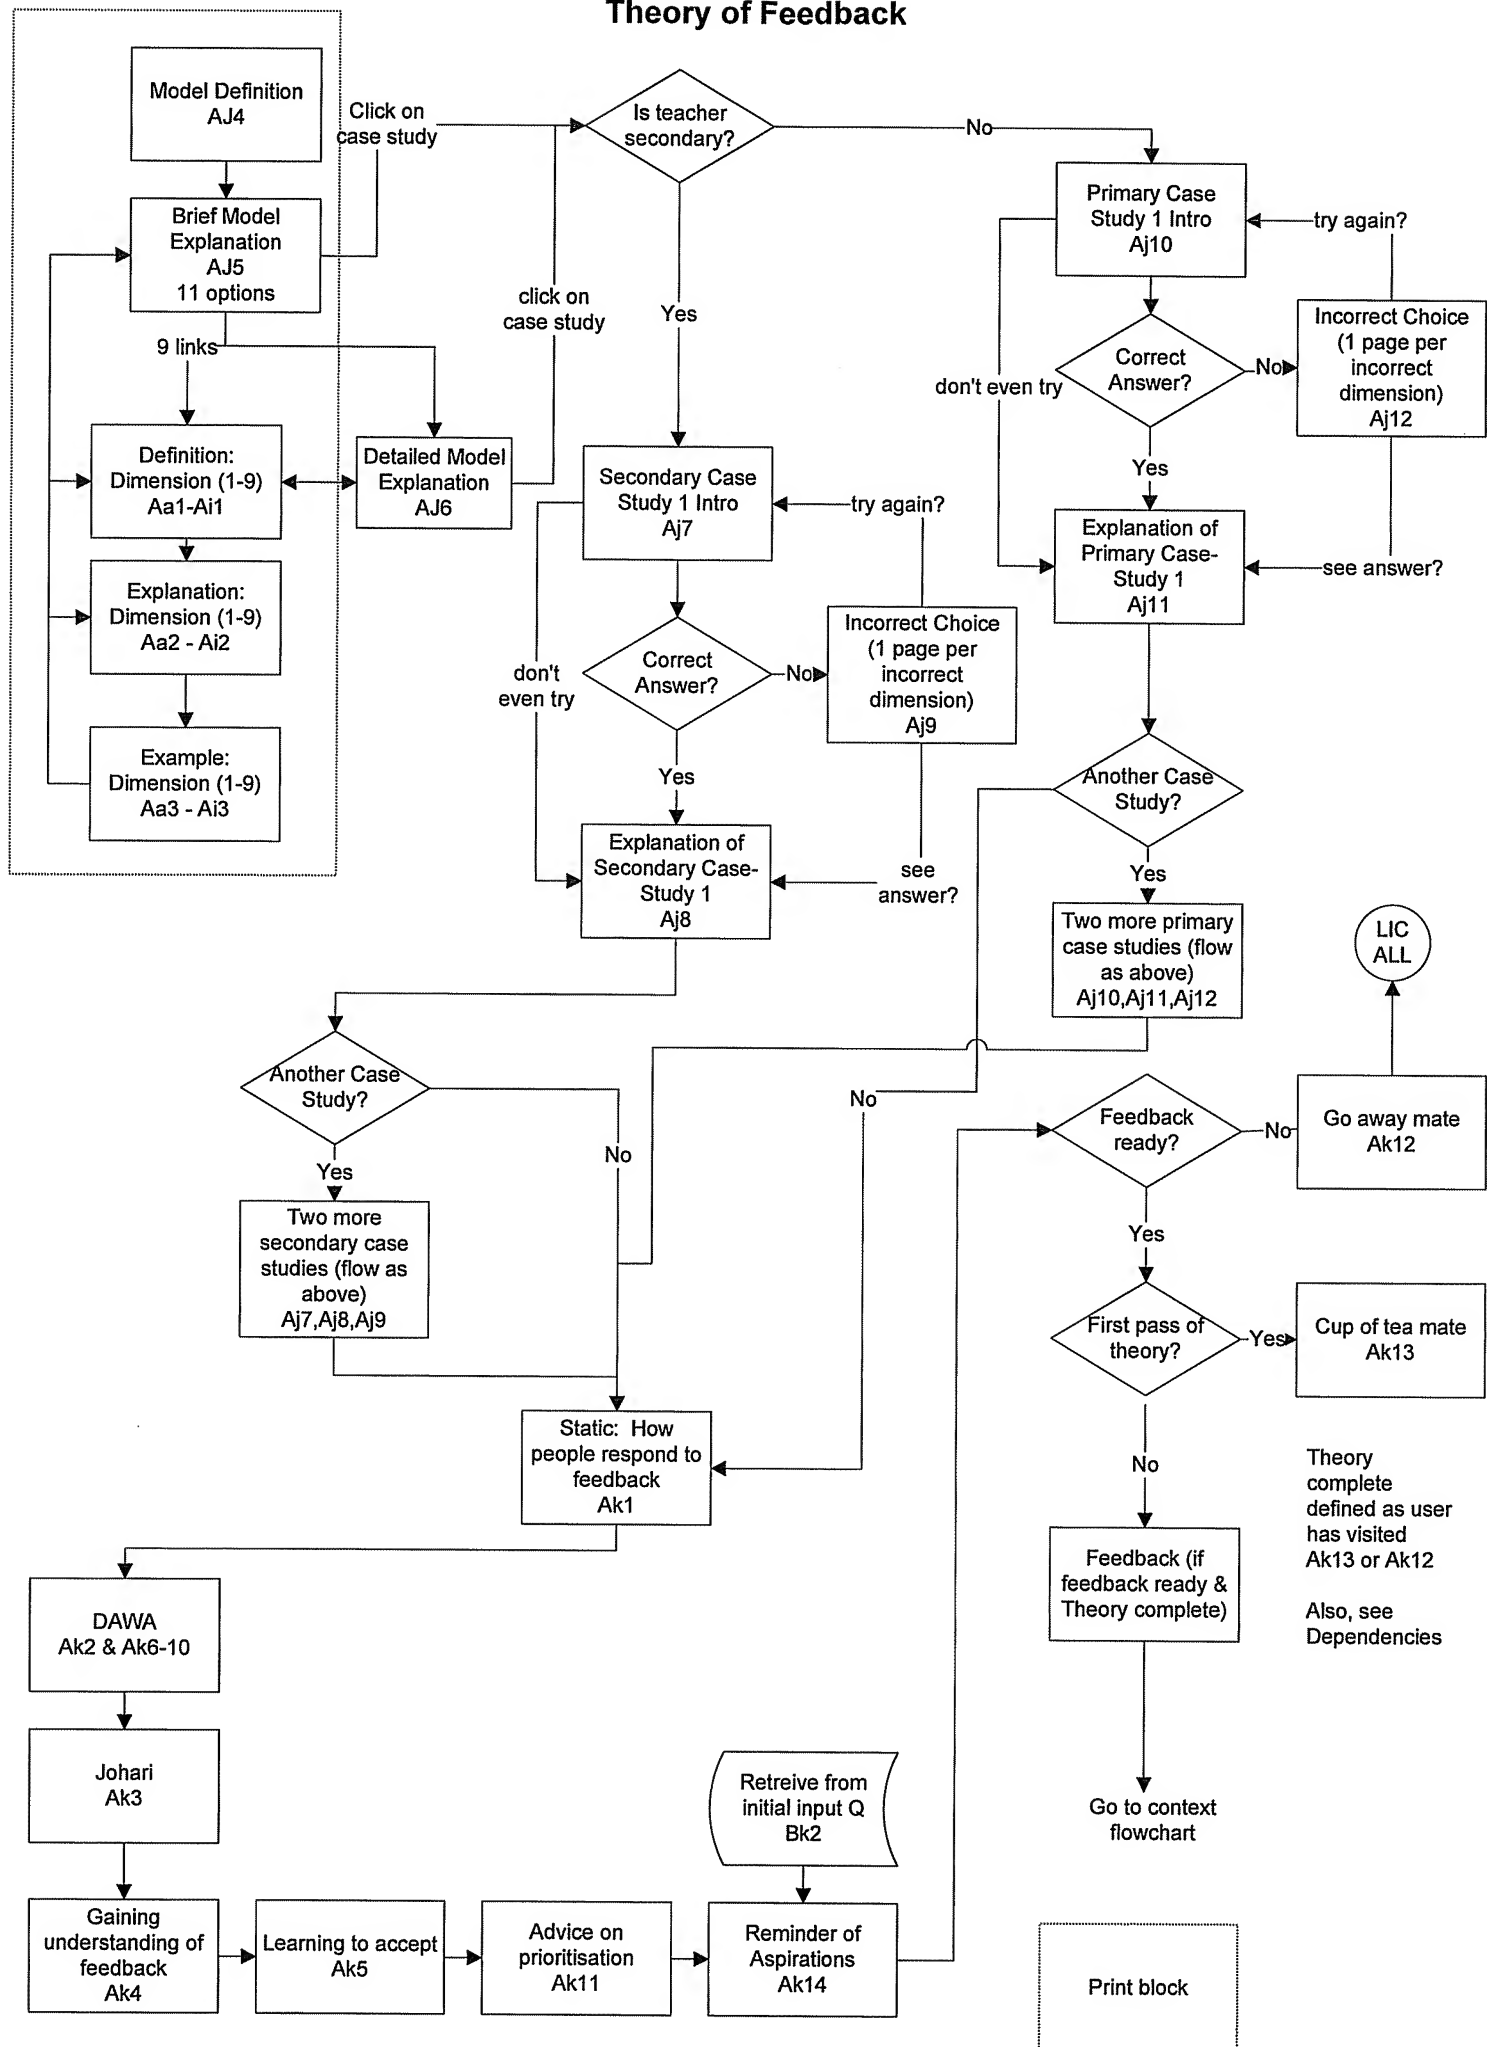 Theory of Feedback
Model Definition
AJ4
Brief Model
Explanation
AJ5
11 options
9 links
Definition:
Dimension (1-9)
Aa1-Ai1
Explanation:
Dimension (1-9)
Aa2 - Ai2
Example:
Dimension (1-9)
Aa3 - Ai3
Click on
case study
Detailed Model
Explanation
AJ6
click on
case study
Is teacher
secondary?
No
Yes
Secondary Case
Study 1 Intro
Aj7
try again?
Correct
Answer?
No
Incorrect Choice
(1 page per
incorrect
dimension)
Aj9
don't
even try
Yes
Explanation of
Secondary Case-
Study 1
Aj8
see
answer?
Primary Case
Study 1 Intro
Aj10
try again?
Correct
Answer?
No
Incorrect Choice
(1 page per
incorrect
dimension)
Aj12
don't even try
Yes
Explanation of
Primary Case-
Study 1
Aj11
see answer?
Another Case
Study?
Yes
Two more primary
case studies (flow
as above)
Aj10,Aj11,Aj12
No
Another Case
Study?
No
Yes
Two more
secondary case
studies (flow as
above)
Aj7,Aj8,Aj9
Static: How
people respond to
feedback
Ak1
DAWA
Ak2 & Ak6-10
Johari
Ak3
Gaining
understanding of
feedback
Ak4
Learning to accept
Ak5
Advice on
prioritisation
Ak11
Retreive from
initial input Q
Bk2
Reminder of
Aspirations
Ak14
Feedback
ready?
No
Go away mate
Ak12
LIC
ALL
Yes
First pass of
theory?
Yes
Cup of tea mate
Ak13
No
Feedback (if
feedback ready &
Theory complete)
Go to context
flowchart
Theory
complete
defined as user
has visited
Ak13 or Ak12
Also, see
Dependencies
Print block